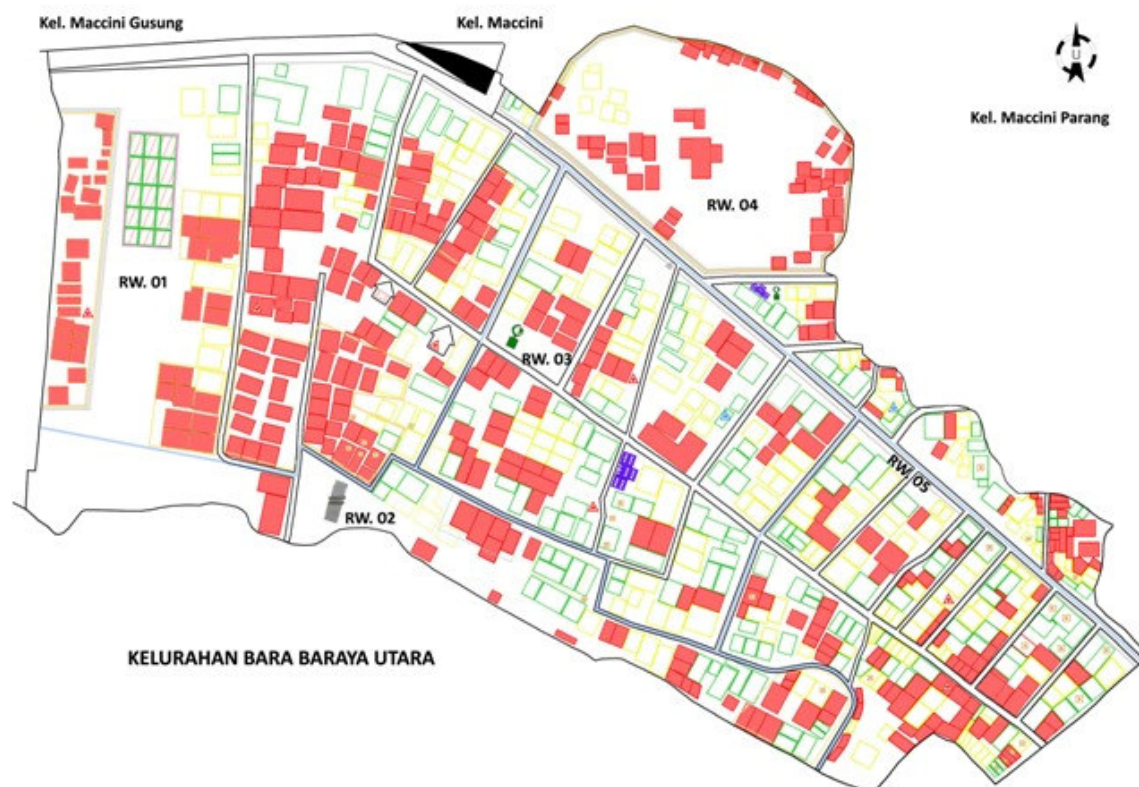 Kel. Maccini Gusung
Kel. Maccini
U
Kel. Maccini Parang
RW. 04
RW. 01
RW. 03
RW. 05
RW. 02
KELURAHAN BARA BARAYA UTARA